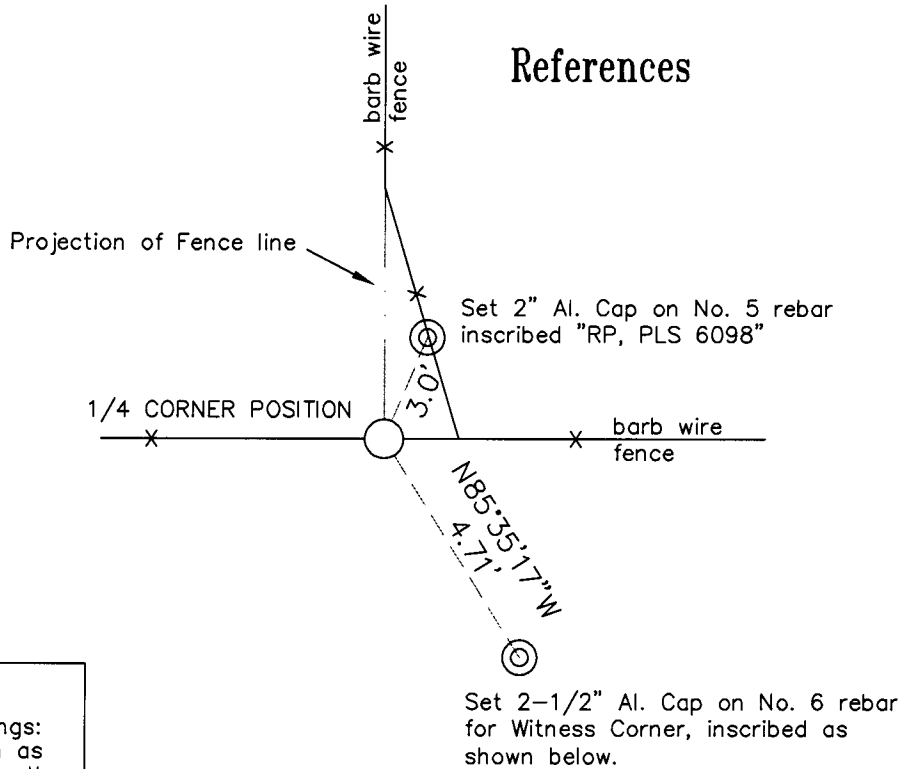 References
barb wire
fence
Projection of Fence line
Set 2" Al. Cap on No. 5 rebar
inscribed "RP, PLS 6098"
3.0'
1/4 CORNER POSITION
barb wire
fence
N85°35'17"W
4.71'
Set 2-1/2" Al. Cap on No. 6 rebar
for Witness Corner, inscribed as
shown below.
ngs:
as